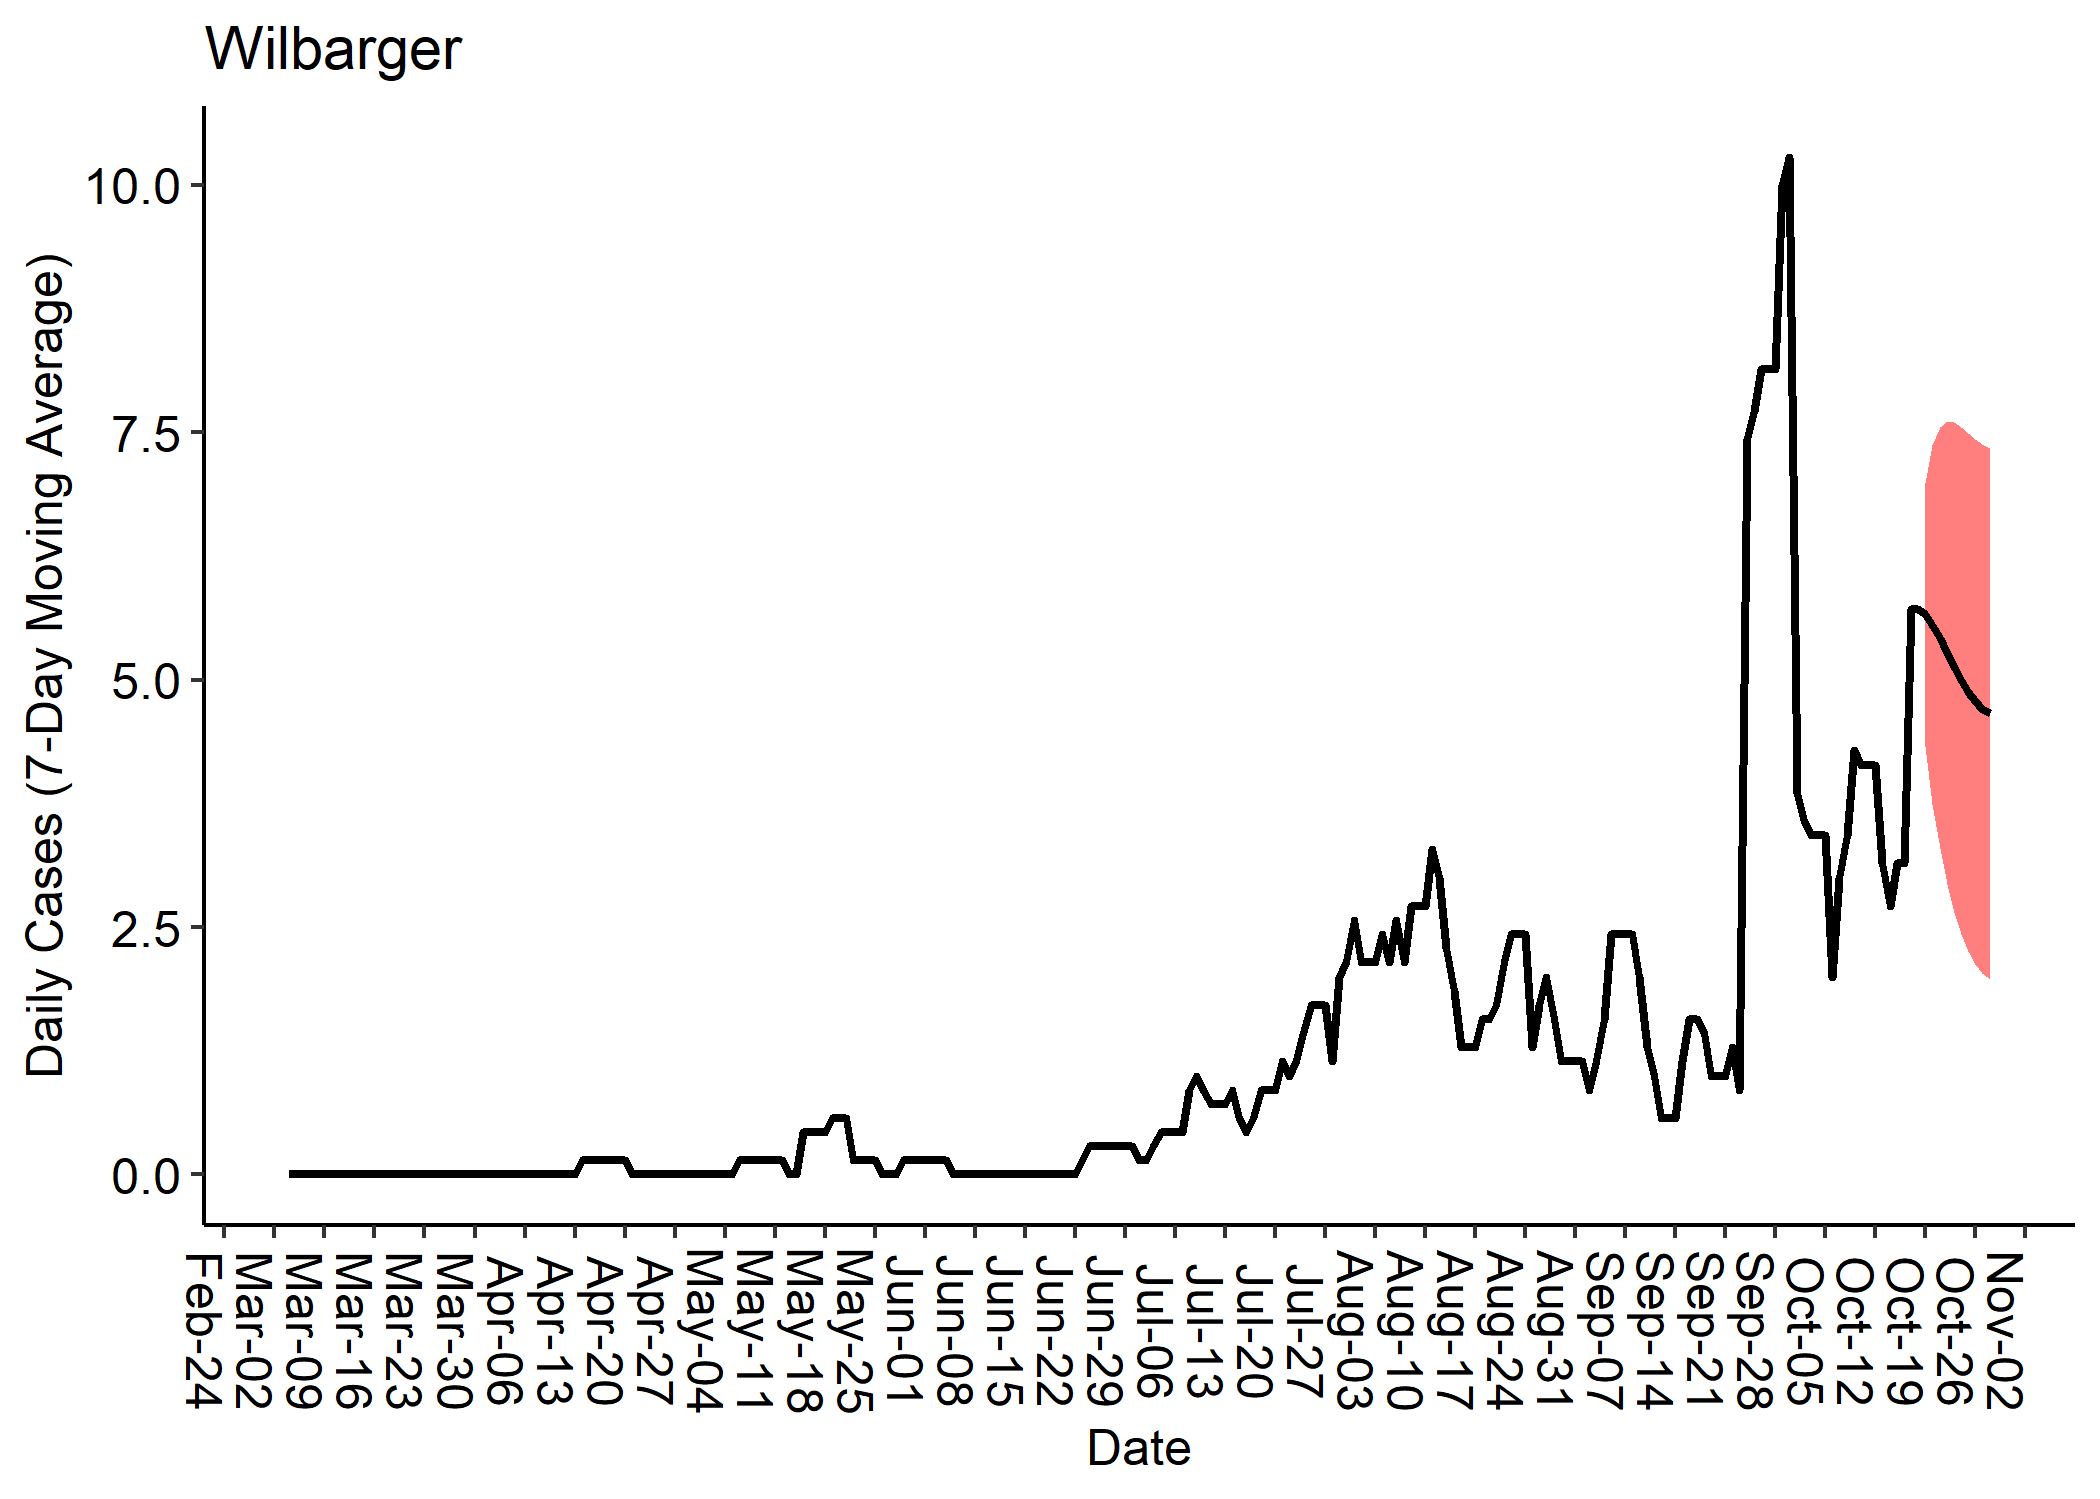 Wilbarger
Daily Cases (7-Day Moving Average)
10.0
7.5
5.0
2.5
0.0
Feb-24
Mar-02
Mar-09
Mar-16
Mar-23
Mar-30
Apr-06
Apr-13
Apr-20
Apr-27
May-04
May-11
May-18
May-25
Jun-01
Jun-08
Jun-15
Jun-22
Jun-29
Jul-06
Jul-13
Jul-20
Jul-27
Aug-03
Aug-10
Aug-17
Aug-24
Aug-31
Sep-07
Sep-14
Sep-21
Sep-28
Oct-05
Oct-12
Oct-19
Oct-26
Nov-02
Date